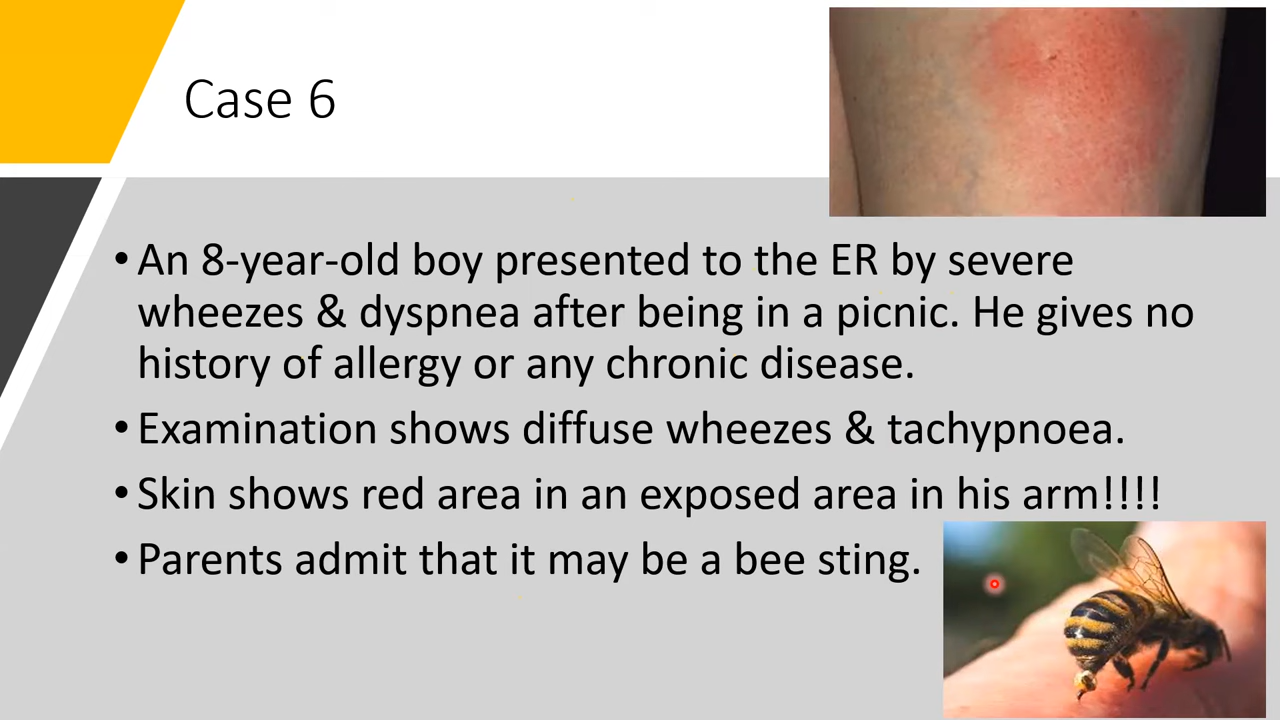 Case 6
• An 8-year-old boy presented to the ER by severe
wheezes & dyspnea after being in a picnic. He gives no
history of allergy or any chronic disease.
• Examination shows diffuse wheezes & tachypnoea.
• Skin shows red area in an exposed area in his arm!!!!
• Parents admit that it may be a bee sting.